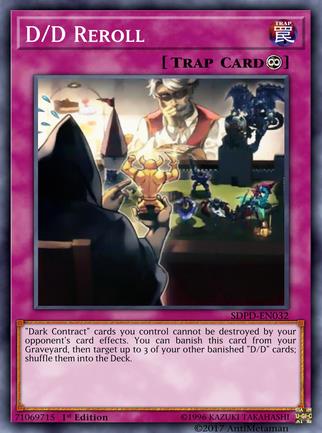 D/D REROLL
TRAP
罠
[TRAP CARD]
SDPD-EN032
"Dark Contract" cards you control cannot be destroyed by your
opponent's card effects. You can banish this card from your
Graveyard, then target up to 3 of your other banished "D/D" cards;
shuffle them into the Deck.
71069715 1st Edition ©1996 KAZUKI TAKAHASHI
©2017 AntiMetaman